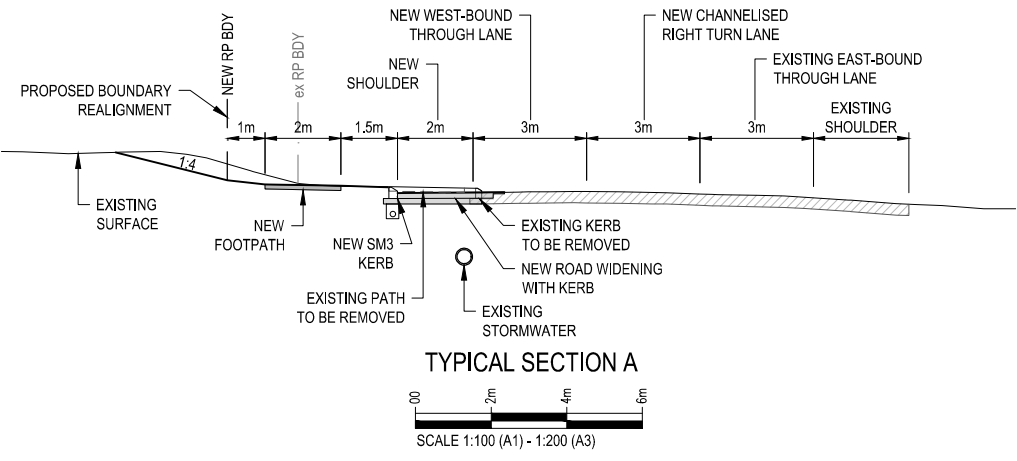 NEW WEST-BOUND
THROUGH LANE
NEW CHANNELISED
RIGHT TURN LANE
NEW RP BDY
ex RP BDY
NEW
SHOULDER
EXISTING EAST-BOUND
THROUGH LANE
PROPOSED BOUNDARY
REALIGNMENT
EXISTING
SHOULDER
1m
2m
1.5m
2m
3m
3m
3m
1:4
EXISTING
SURFACE
NEW
FOOTPATH
NEW SM3
KERB
EXISTING KERB
TO BE REMOVED
NEW ROAD WIDENING
WITH KERB
EXISTING PATH
TO BE REMOVED
EXISTING
STORMWATER
TYPICAL SECTION A
00
2m
4m
6m
SCALE 1:100 (A1) - 1:200 (A3)